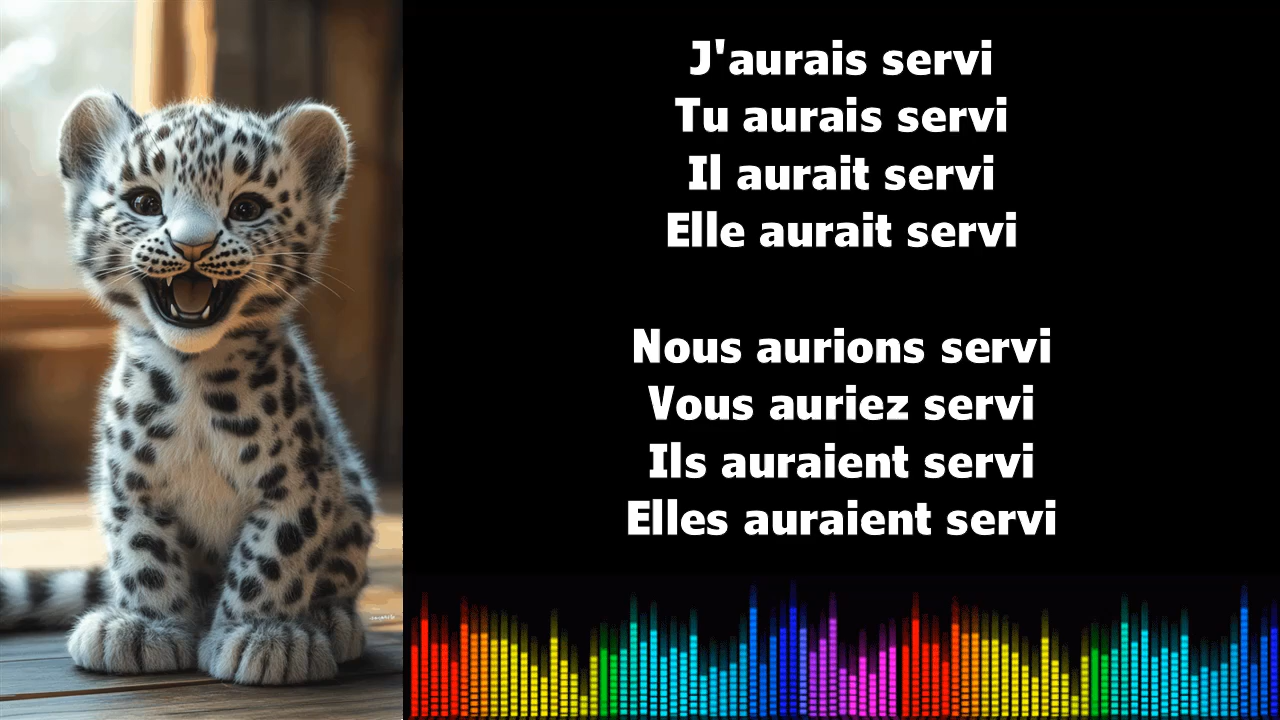 J'aurais servi
Tu aurais servi
Il aurait servi
Elle aurait servi
Nous aurions servi
Vous auriez servi
Ils auraient servi
Elles auraient servi